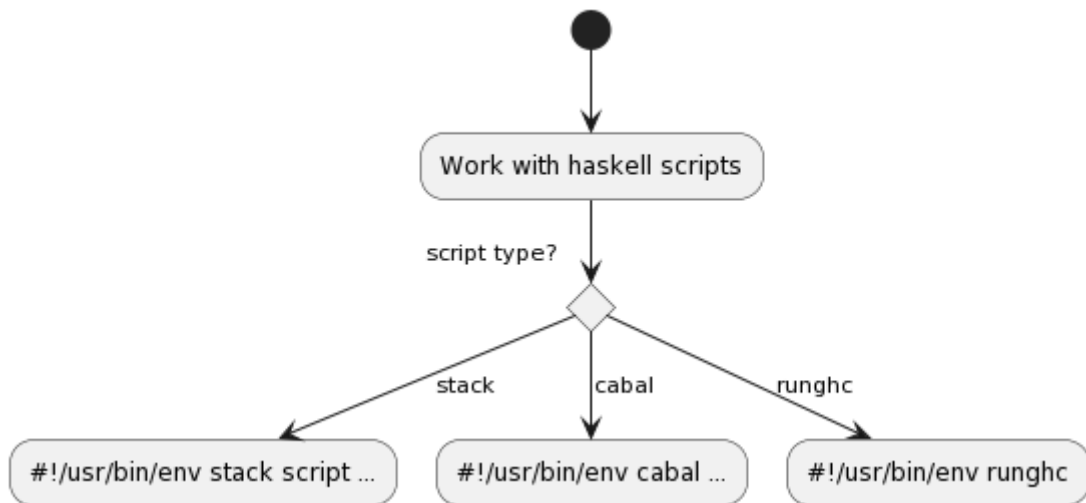 Work with haskell scripts
script type?
stack
cabal
runghc
#!/usr/bin/env stack script ...
#!/usr/bin/env cabal ...
#!/usr/bin/env runghc